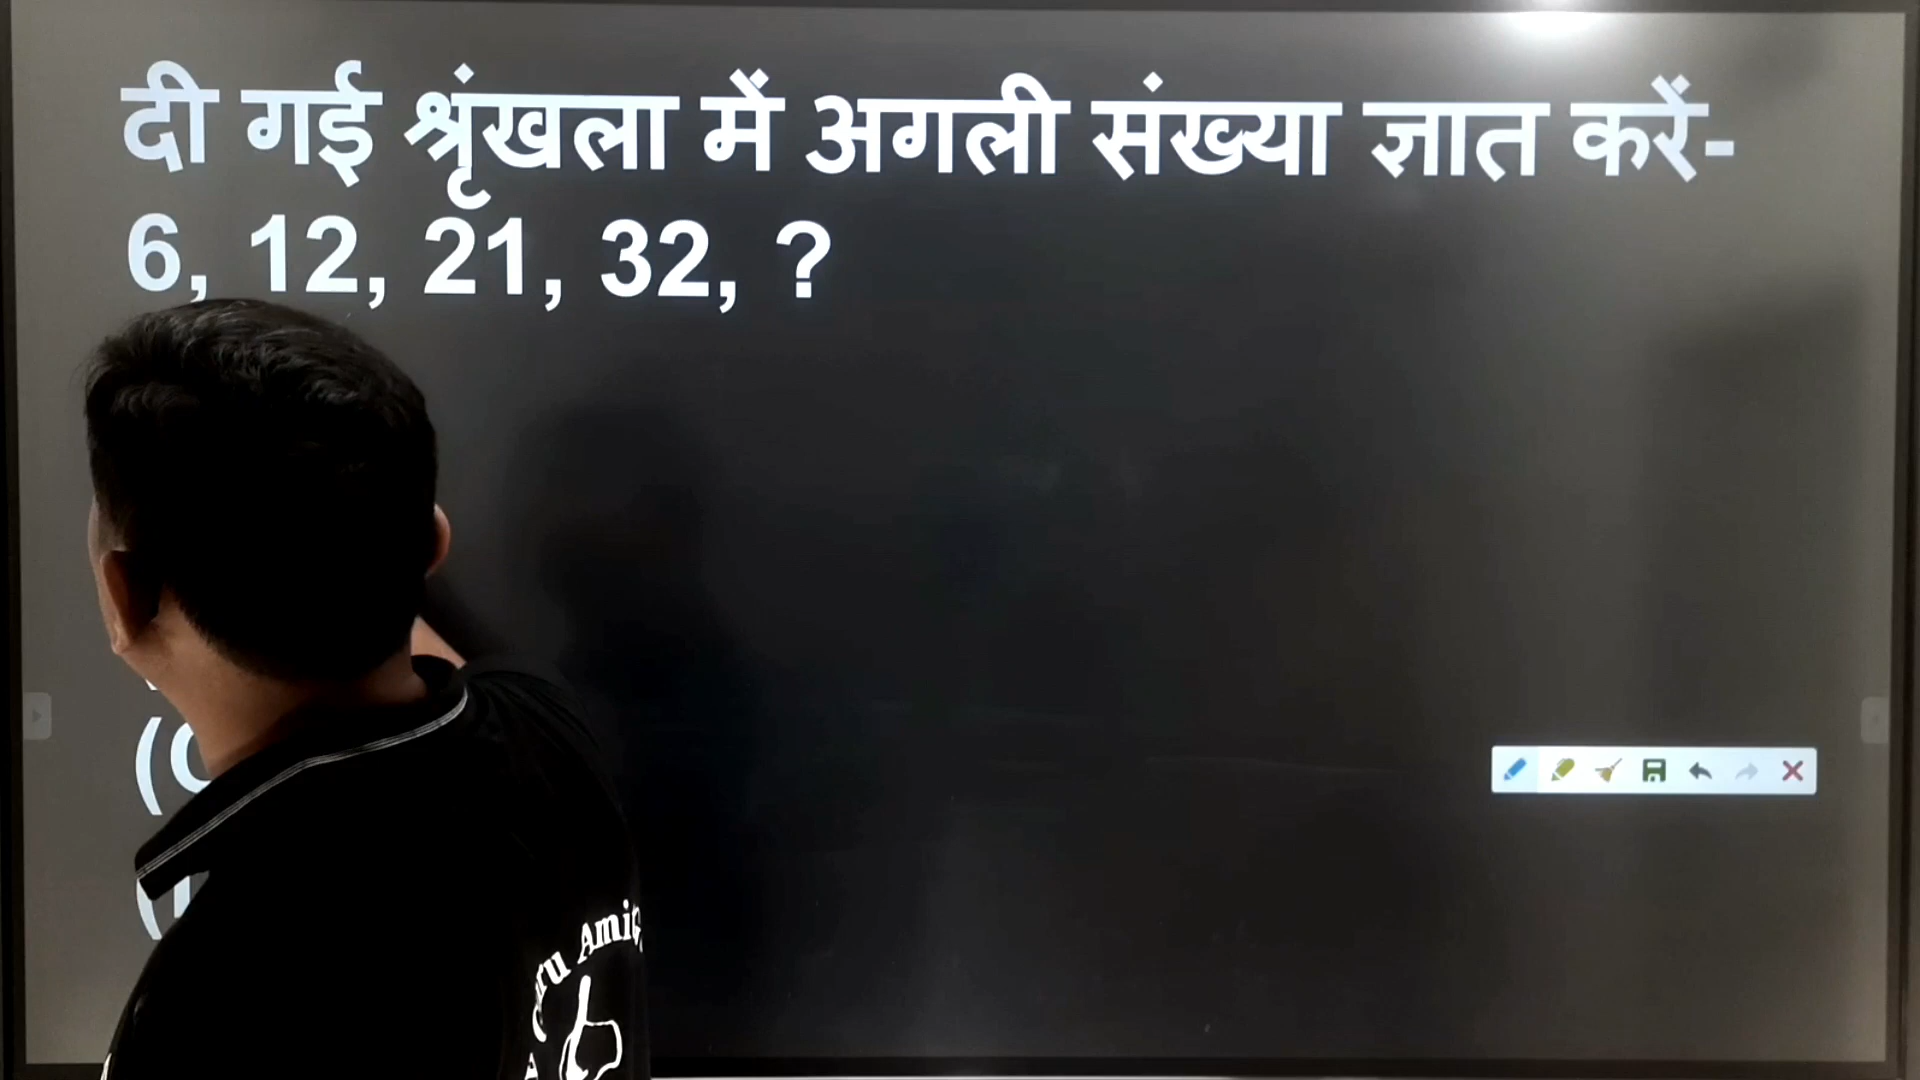 दी गई श्रृंखला में अगली संख्या ज्ञात करें-
6, 12, 21, 32, ?